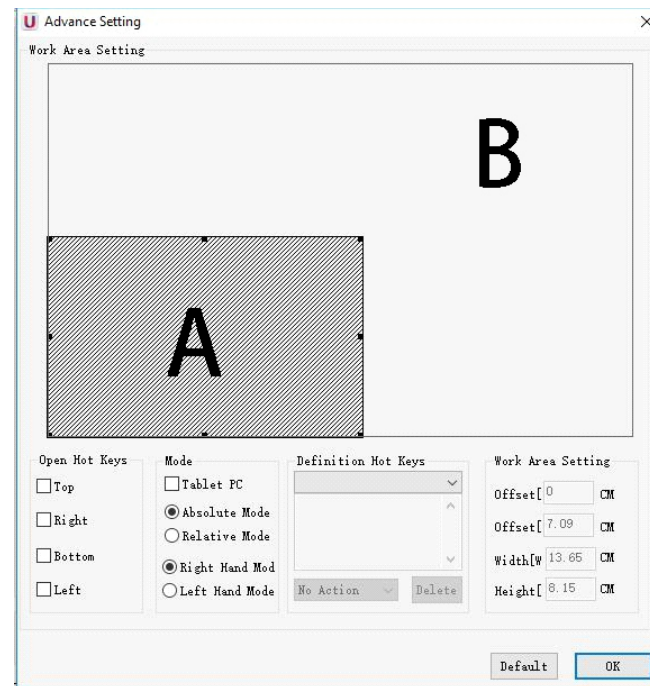 U Advance Setting
Work Area Setting
B
A
Open Hot Keys
Top
Right
Bottom
Left
Mode
Tablet PC
Absolute Mode
Relative Mode
Right Hand Mod
Left Hand Mode
Definition Hot Keys
No Action
Delete
Work Area Setting
Offset[ 0 CM
Offset[ 7.09 CM
Width[W 13.65 CM
Height[ 8.15 CM
Default
OK